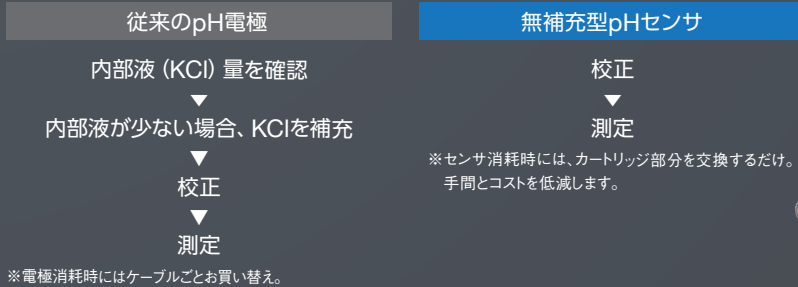 従来のpH電極
内部液（KCl）量を確認
▼
内部液が少ない場合、KClを補充
▼
校正
▼
測定
※電極消耗時にはケーブルごとお買い替え。
無補充型pHセンサ
校正
▼
測定
※センサ消耗時には、カートリッジ部分を交換するだけ。
手間とコストを低減します。